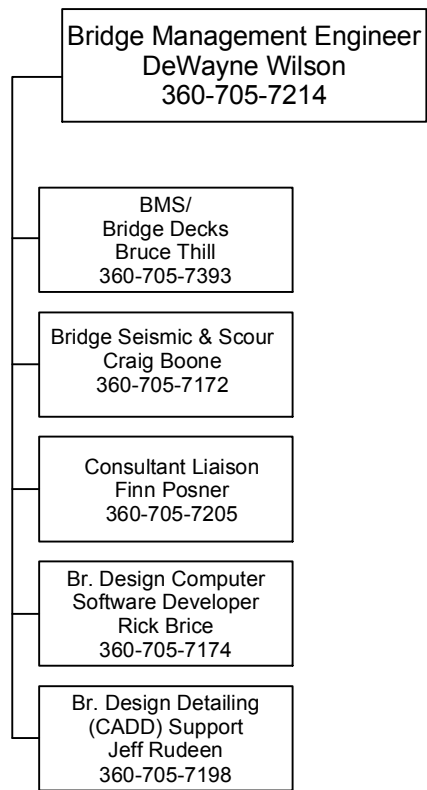 Bridge Management Engineer
DeWayne Wilson
360-705-7214
BMS/
Bridge Decks
Bruce Thill
360-705-7393
Bridge Seismic & Scour
Craig Boone
360-705-7172
Consultant Liaison
Finn Posner
360-705-7205
Br. Design Computer
Software Developer
Rick Brice
360-705-7174
Br. Design Detailing
(CADD) Support
Jeff Rudeen
360-705-7198